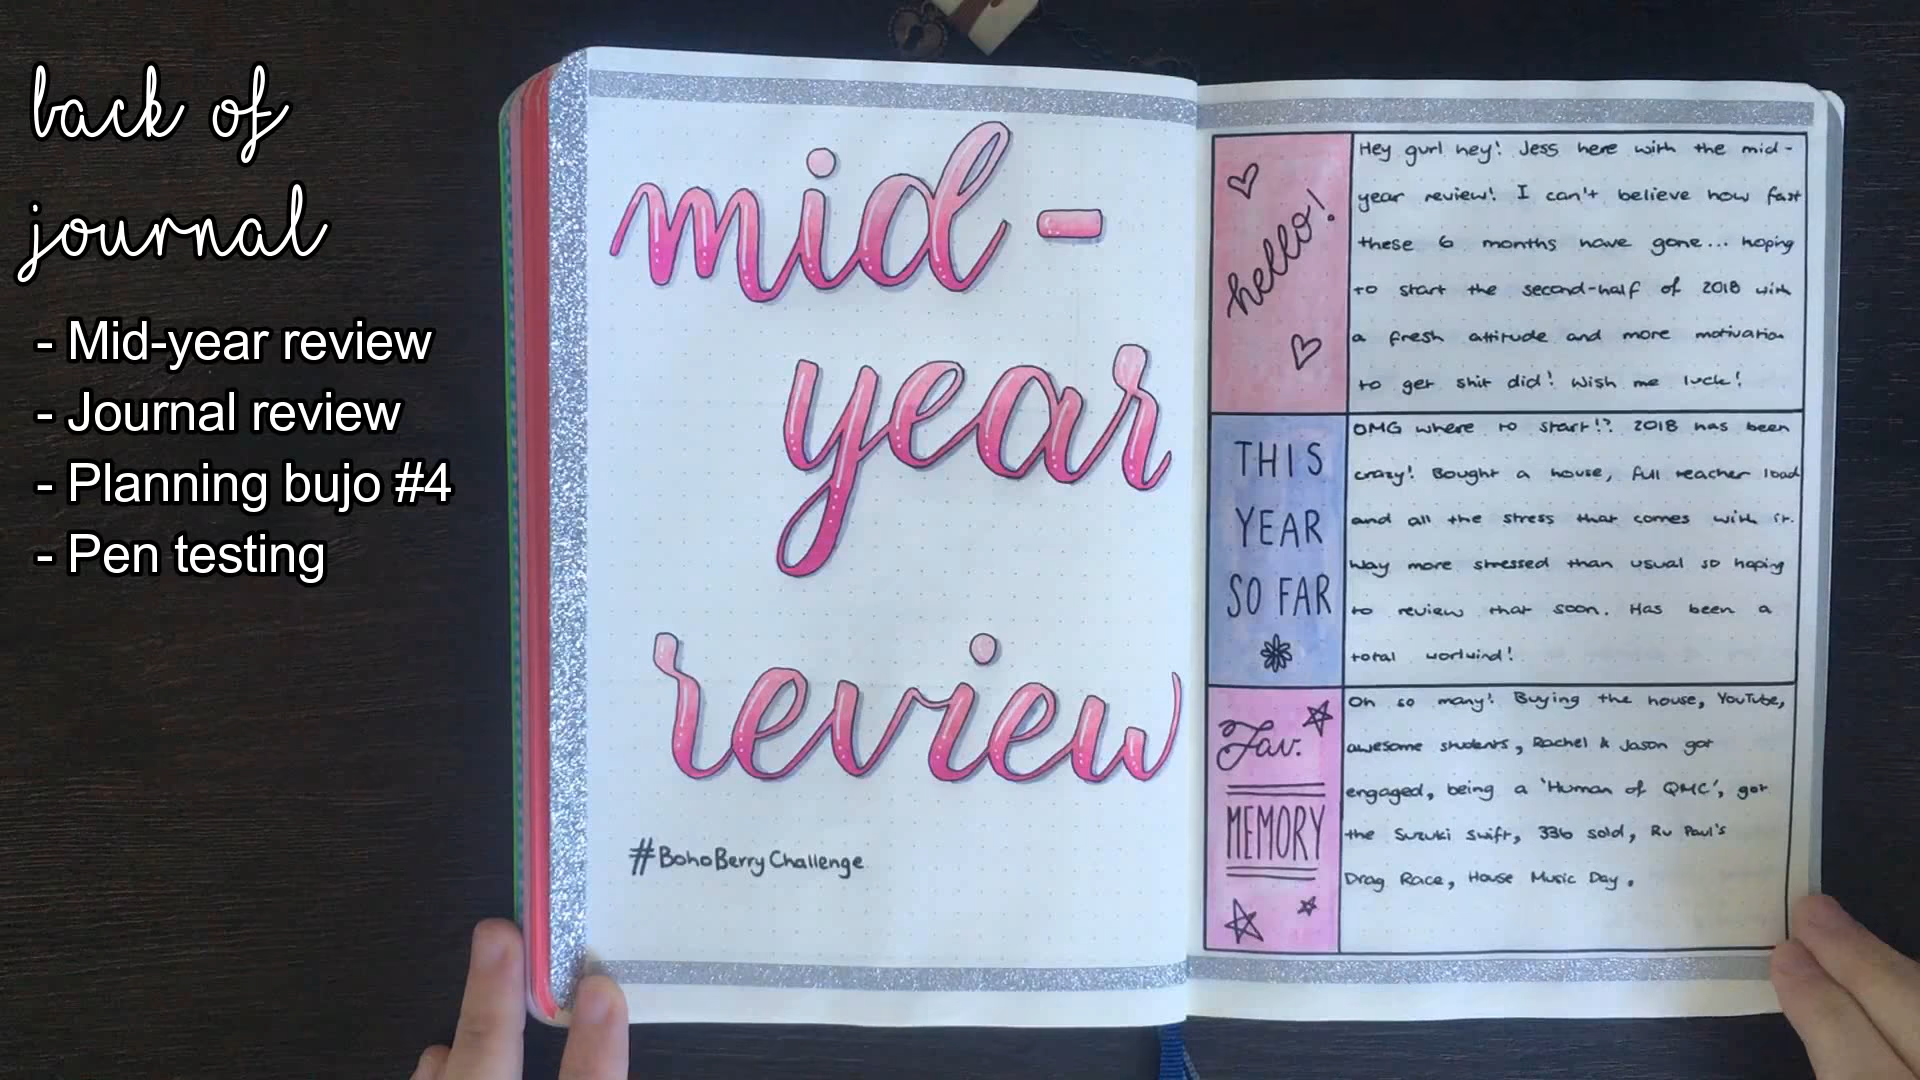 back of
journal
- Mid-year review
- Journal review
- Planning bujo #4
- Pen testing
mid-
year
review
#BohoBerryChallenge
hello!
Hey gurl hey! Jess here with the mid-
year review! I can't believe how fast
these 6 months have gone... hoping
to start the second-half of 2018 with
a fresh attitude and more motivation
to get shit did! Wish me luck!
THIS
YEAR
SO FAR
OMG where to start!? 2018 has been
crazy! Bought a house, full teacher load
and all the stress that comes with it.
Way more stressed than usual so hoping
to review that soon. Has been a
total worlwind!
Fav.
MEMORY
Oh so many! Buying the house, YouTube,
awesome students, Rachel & Jason got
engaged, being a 'Human of QMC', got
the Suzuki Swift, 336 sold, Ru Paul's
Drag Race, House Music Day.